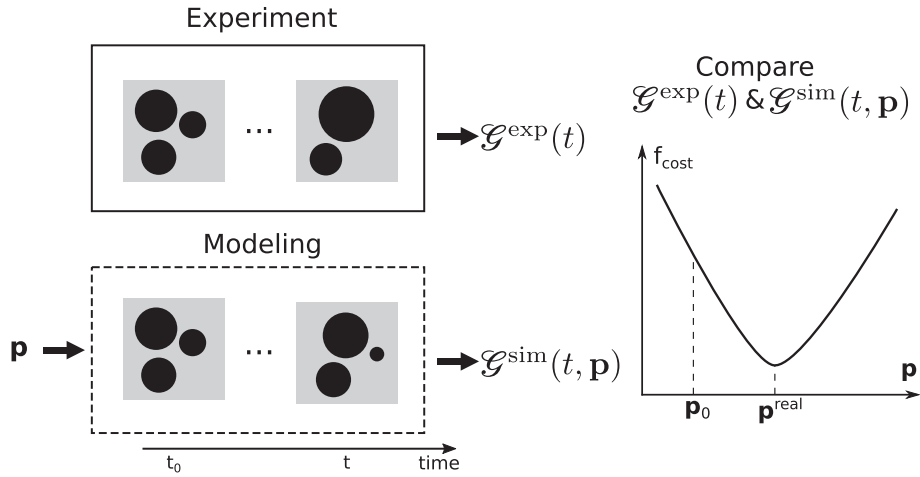 Experiment
...
𝒢^exp(t)
Modeling
p
...
𝒢^sim(t, p)
t₀ t time
Compare
𝒢^exp(t) & 𝒢^sim(t, p)
f_cost
p
p₀ p^real